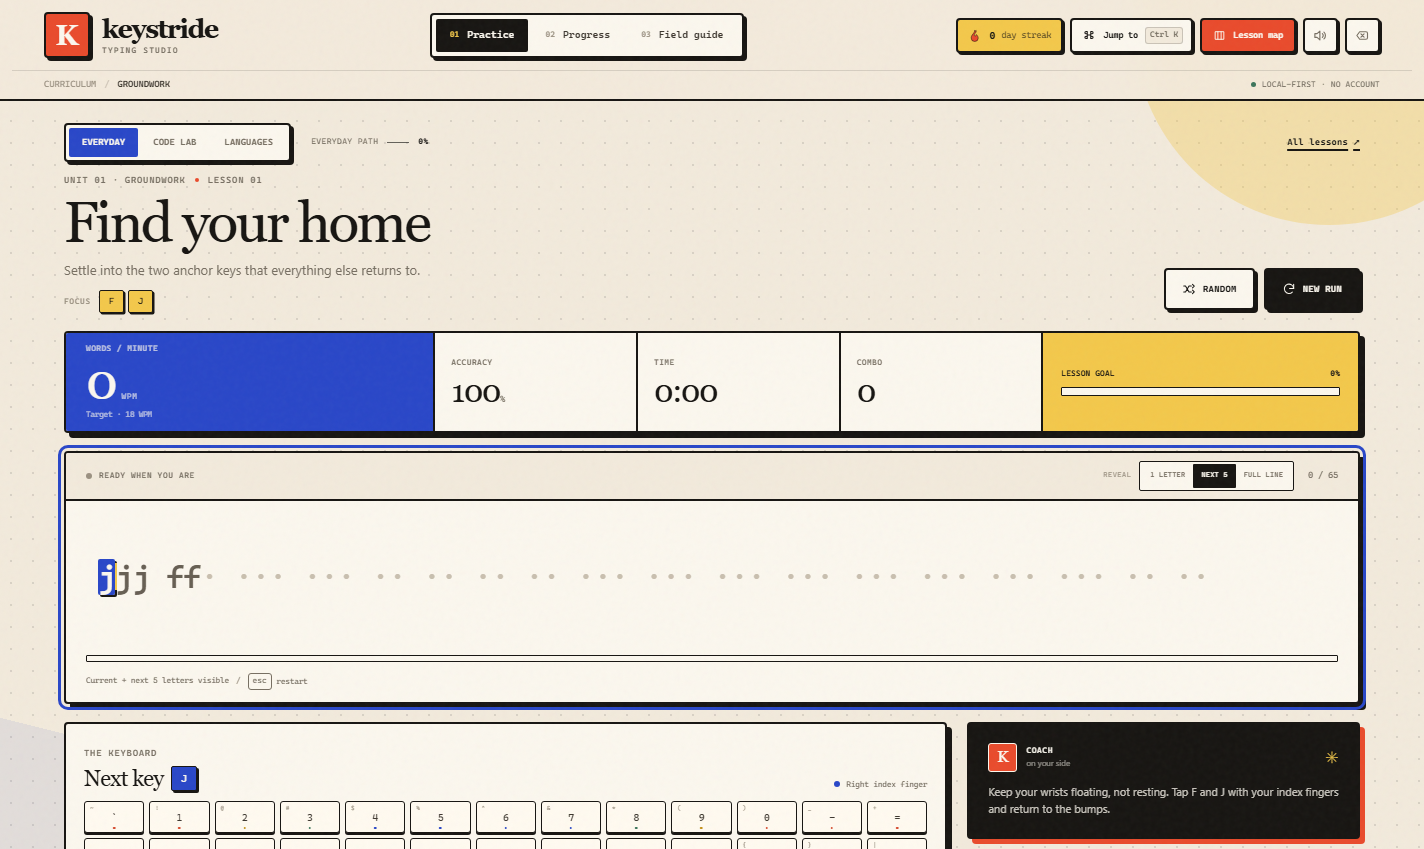 K keystride
TYPING STUDIO
01 Practice 02 Progress 03 Field guide
0 day streak
⌘ Jump to Ctrl K
Lesson map
CURRICULUM / GROUNDWORK
LOCAL-FIRST · NO ACCOUNT
EVERYDAY CODE LAB LANGUAGES
EVERYDAY PATH 0%
All lessons ↗
UNIT 01 · GROUNDWORK • LESSON 01
Find your home
Settle into the two anchor keys that everything else returns to.
FOCUS F J
RANDOM
NEW RUN
WORDS / MINUTE
0 WPM
Target · 18 WPM
ACCURACY
100%
TIME
0:00
COMBO
0
LESSON GOAL 0%
READY WHEN YOU ARE
REVEAL 1 LETTER NEXT 5 FULL LINE 0 / 65
jjj ff
Current + next 5 letters visible / esc restart
THE KEYBOARD
Next key J
Right index finger
~ ` ! 1 @ 2 # 3 $ 4 % 5 ^ 6 & 7 * 8 ( 9 ) 0 _ - + =
{ } |
K COACH
on your side
Keep your wrists floating, not resting. Tap F and J with your index fingers
and return to the bumps.